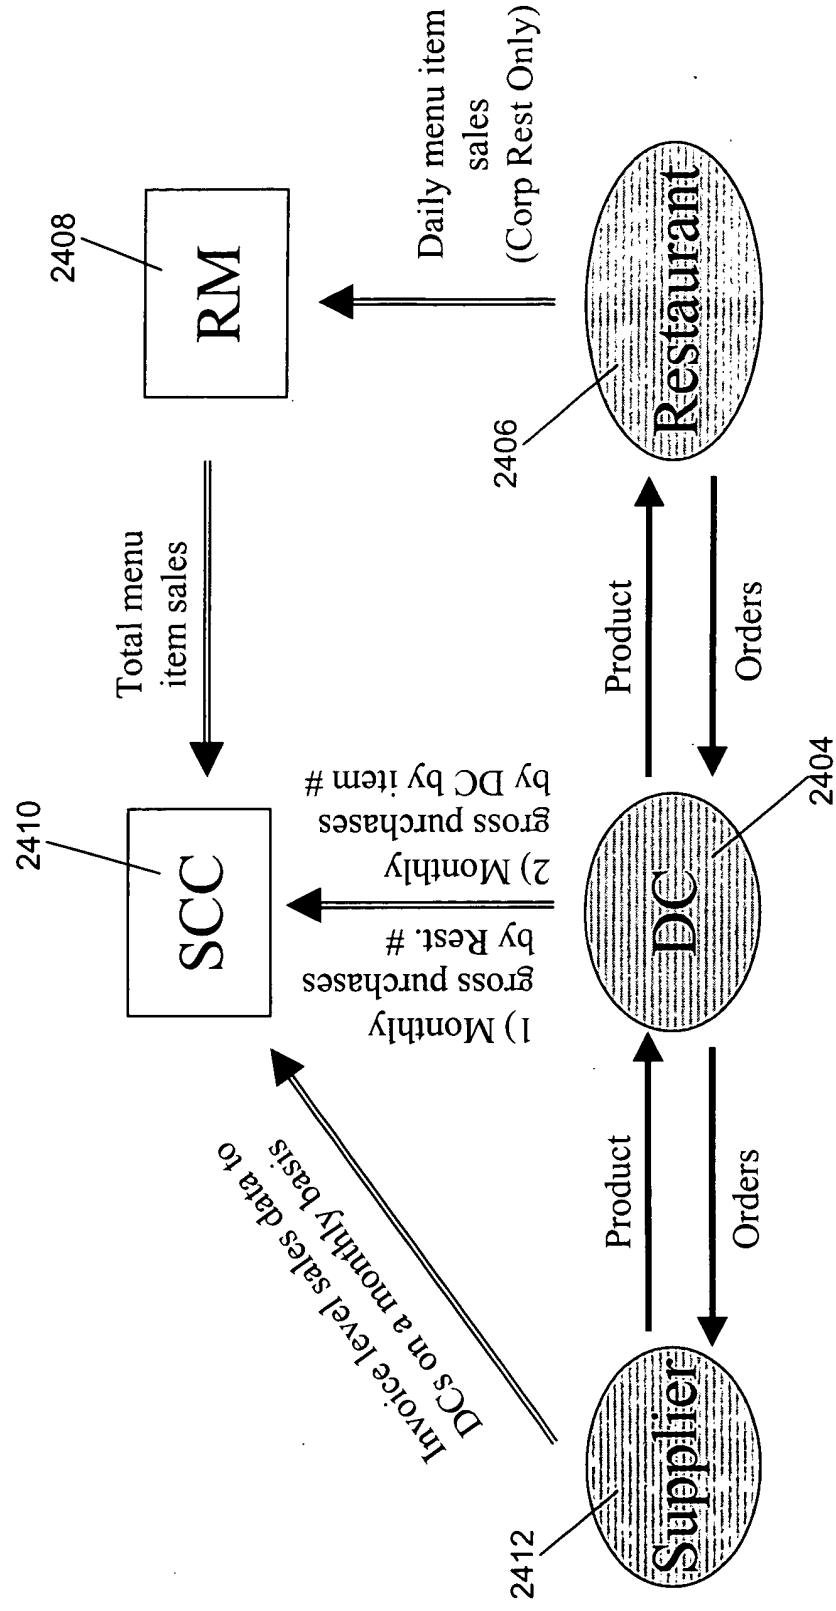 2410
SCC
Total menu
item sales
2408
RM
Invoice level sales data to
DCs on a monthly basis
1) Monthly
gross purchases
by Rest. #
2) Monthly
gross purchases
by DC by item #
Daily menu item
sales
(Corp Rest Only)
2412
Supplier
Product
Orders
DC
2404
Product
Orders
2406
Restaurant